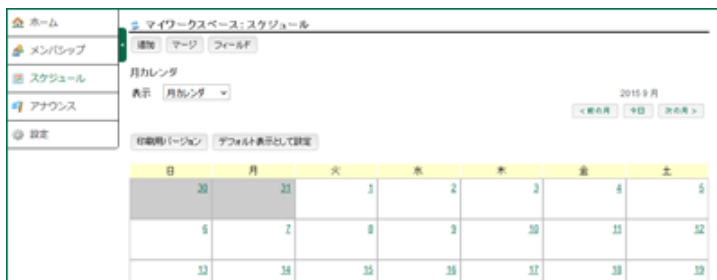 ホーム
メンバシップ
スケジュール
アナウンス
設定
マイワークスペース:スケジュール
追加 マージ フィールド
月カレンダ
表示 月カレンダ
2015 9 月
< 前の月 今日 次の月 >
印刷用バージョン デフォルト表示として設定
日 月 火 水 木 金 土
30 31 1 2 3 4 5
6 7 8 9 10 11 12
13 14 15 16 17 18 19